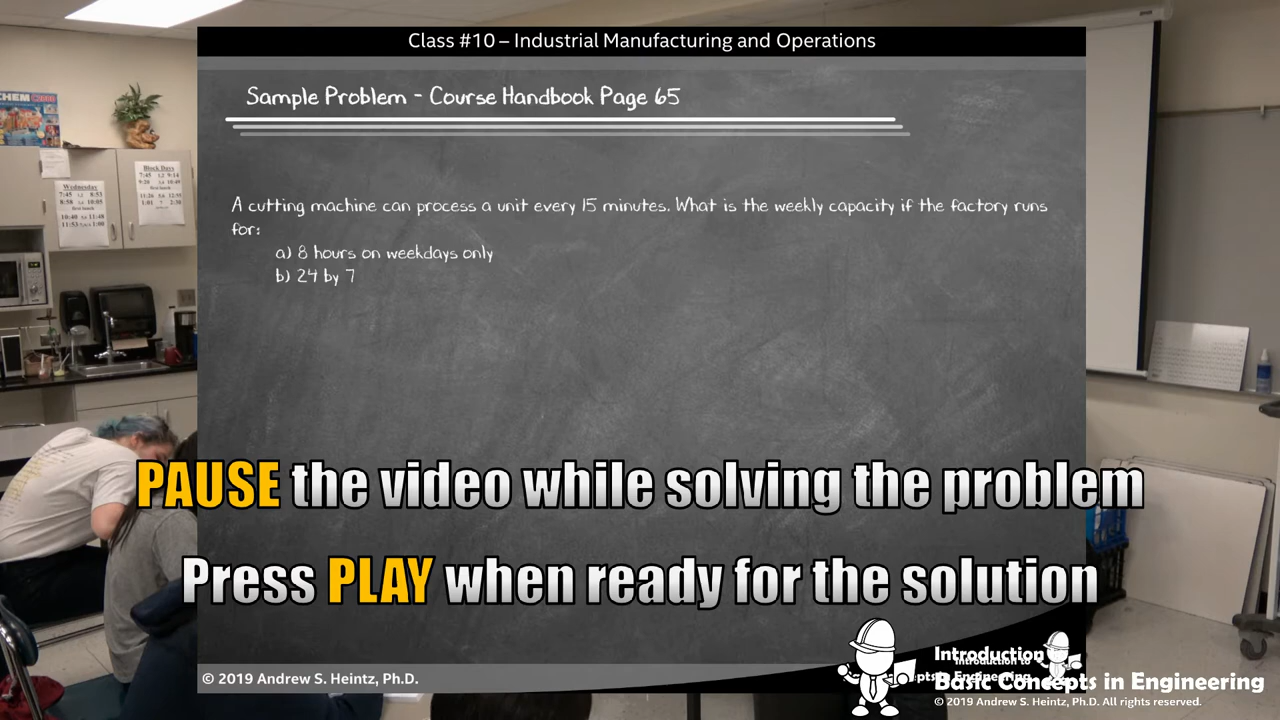 Class #10 – Industrial Manufacturing and Operations
Sample Problem - Course Handbook Page 65
A cutting machine can process a unit every 15 minutes. What is the weekly capacity if the factory runs
for:
a) 8 hours on weekdays only
b) 24 by 7
CHEM
Wednesday
Block Days
PAUSE the video while solving the problem
Press PLAY when ready for the solution
© 2019 Andrew S. Heintz, Ph.D.
Introduction
Introduction to
Basic Concepts in Engineering
© 2019 Andrew S. Heintz, Ph.D. All rights reserved.